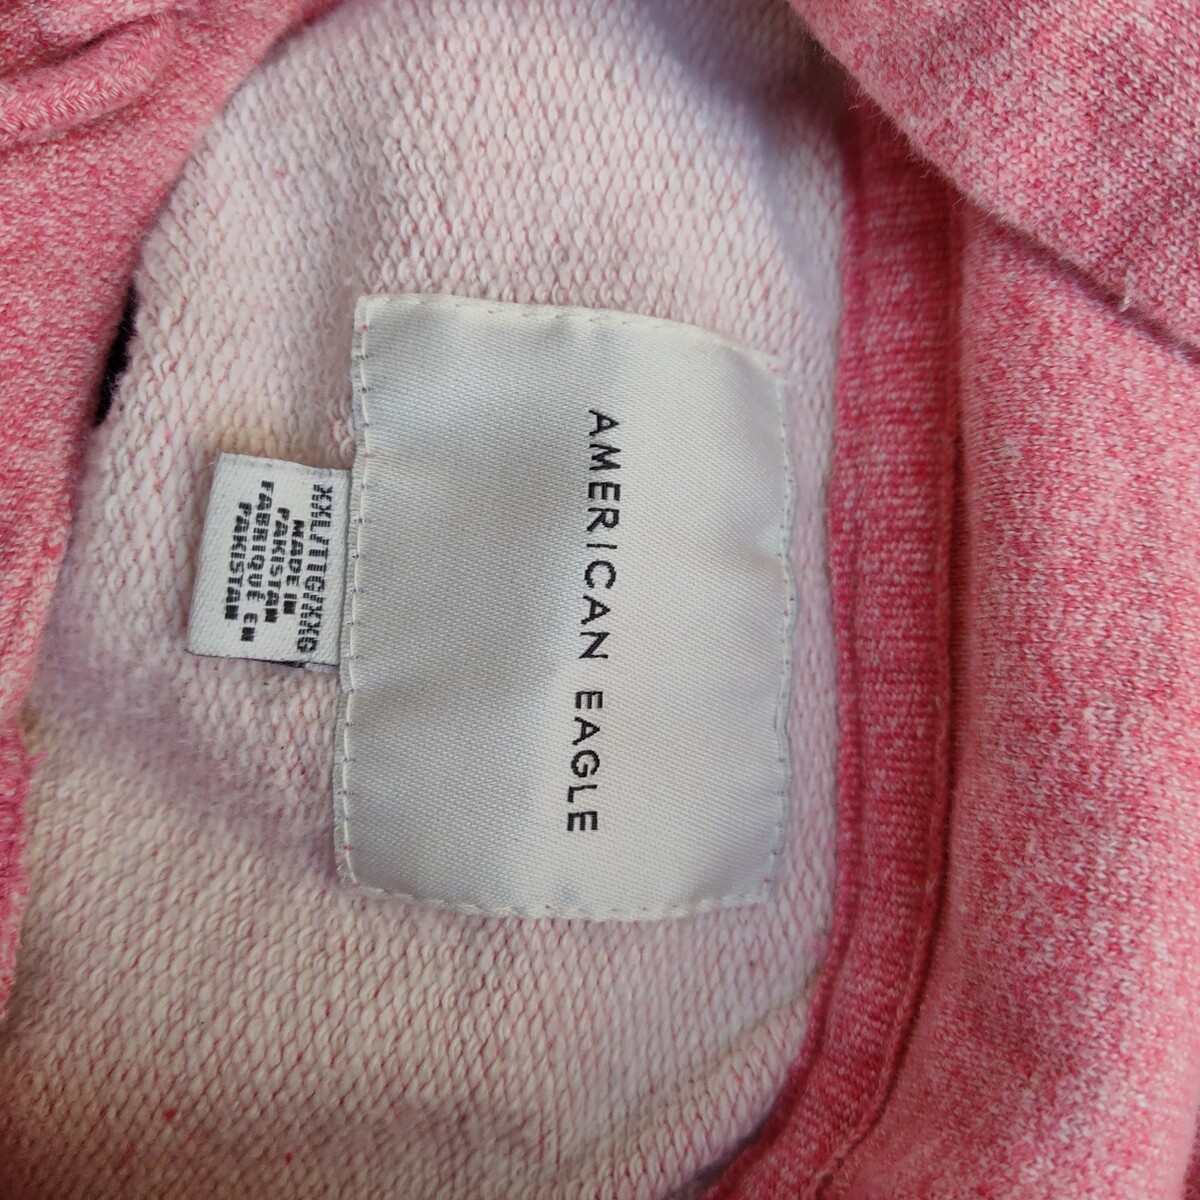 AMERICAN EAGLE
XXL/TTG/XXG
MADE IN
PAKISTAN
FABRIQUÉ EN
PAKISTAN